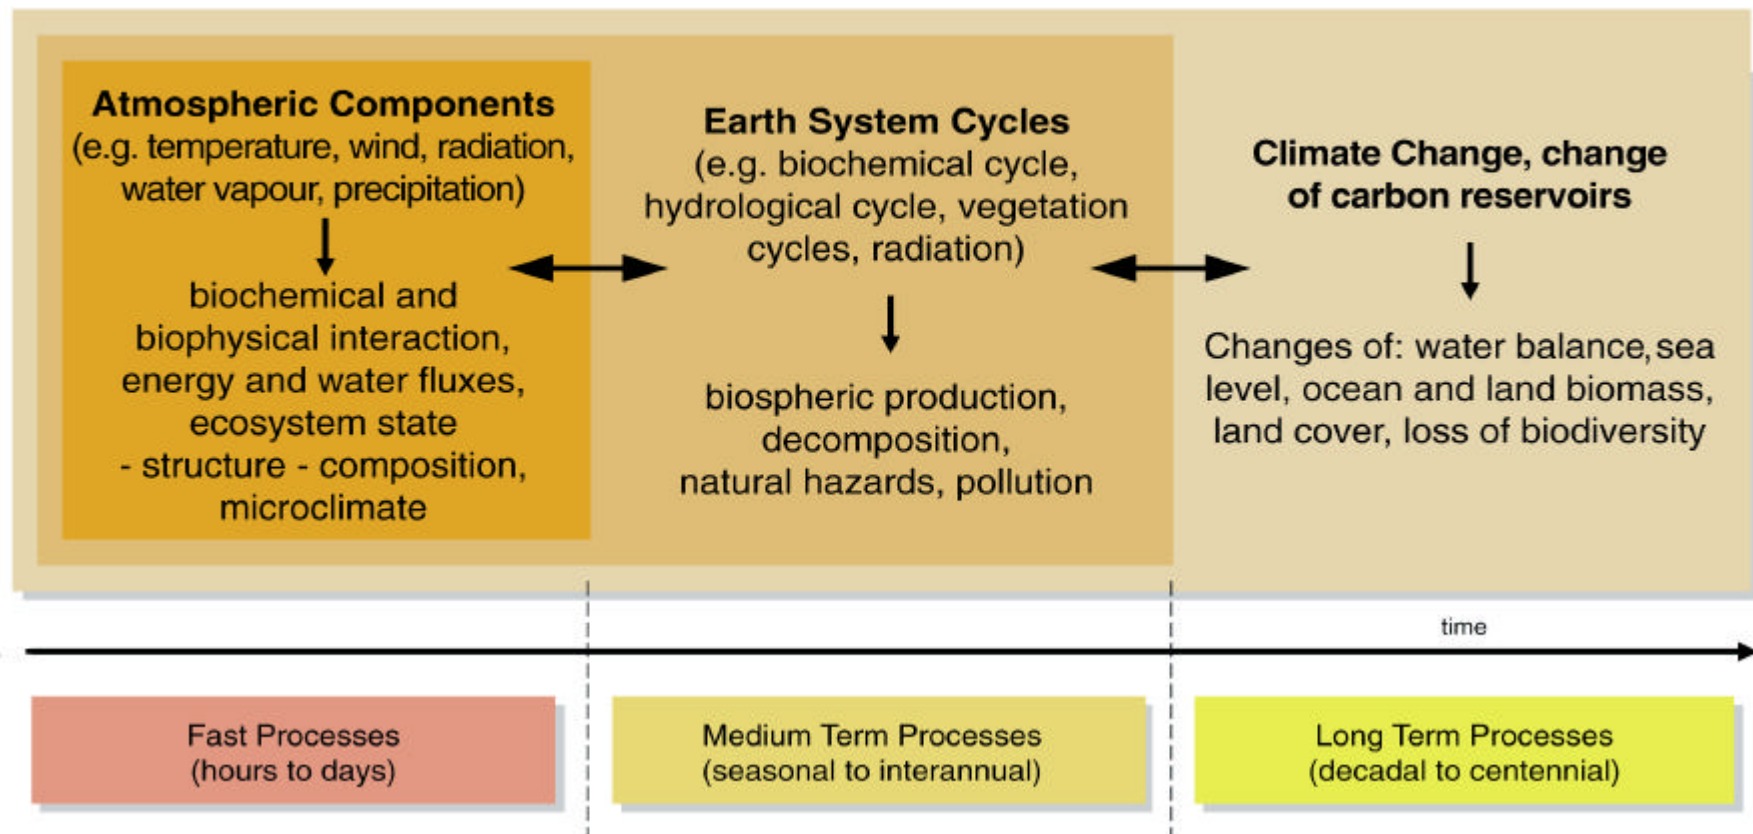 Atmospheric Components
(e.g. temperature, wind, radiation,
water vapour, precipitation)
biochemical and
biophysical interaction,
energy and water fluxes,
ecosystem state
- structure - composition,
microclimate
Earth System Cycles
(e.g. biochemical cycle,
hydrological cycle, vegetation
cycles, radiation)
biospheric production,
decomposition,
natural hazards, pollution
Climate Change, change
of carbon reservoirs
Changes of: water balance, sea
level, ocean and land biomass,
land cover, loss of biodiversity
time
Fast Processes
(hours to days)
Medium Term Processes
(seasonal to interannual)
Long Term Processes
(decadal to centennial)